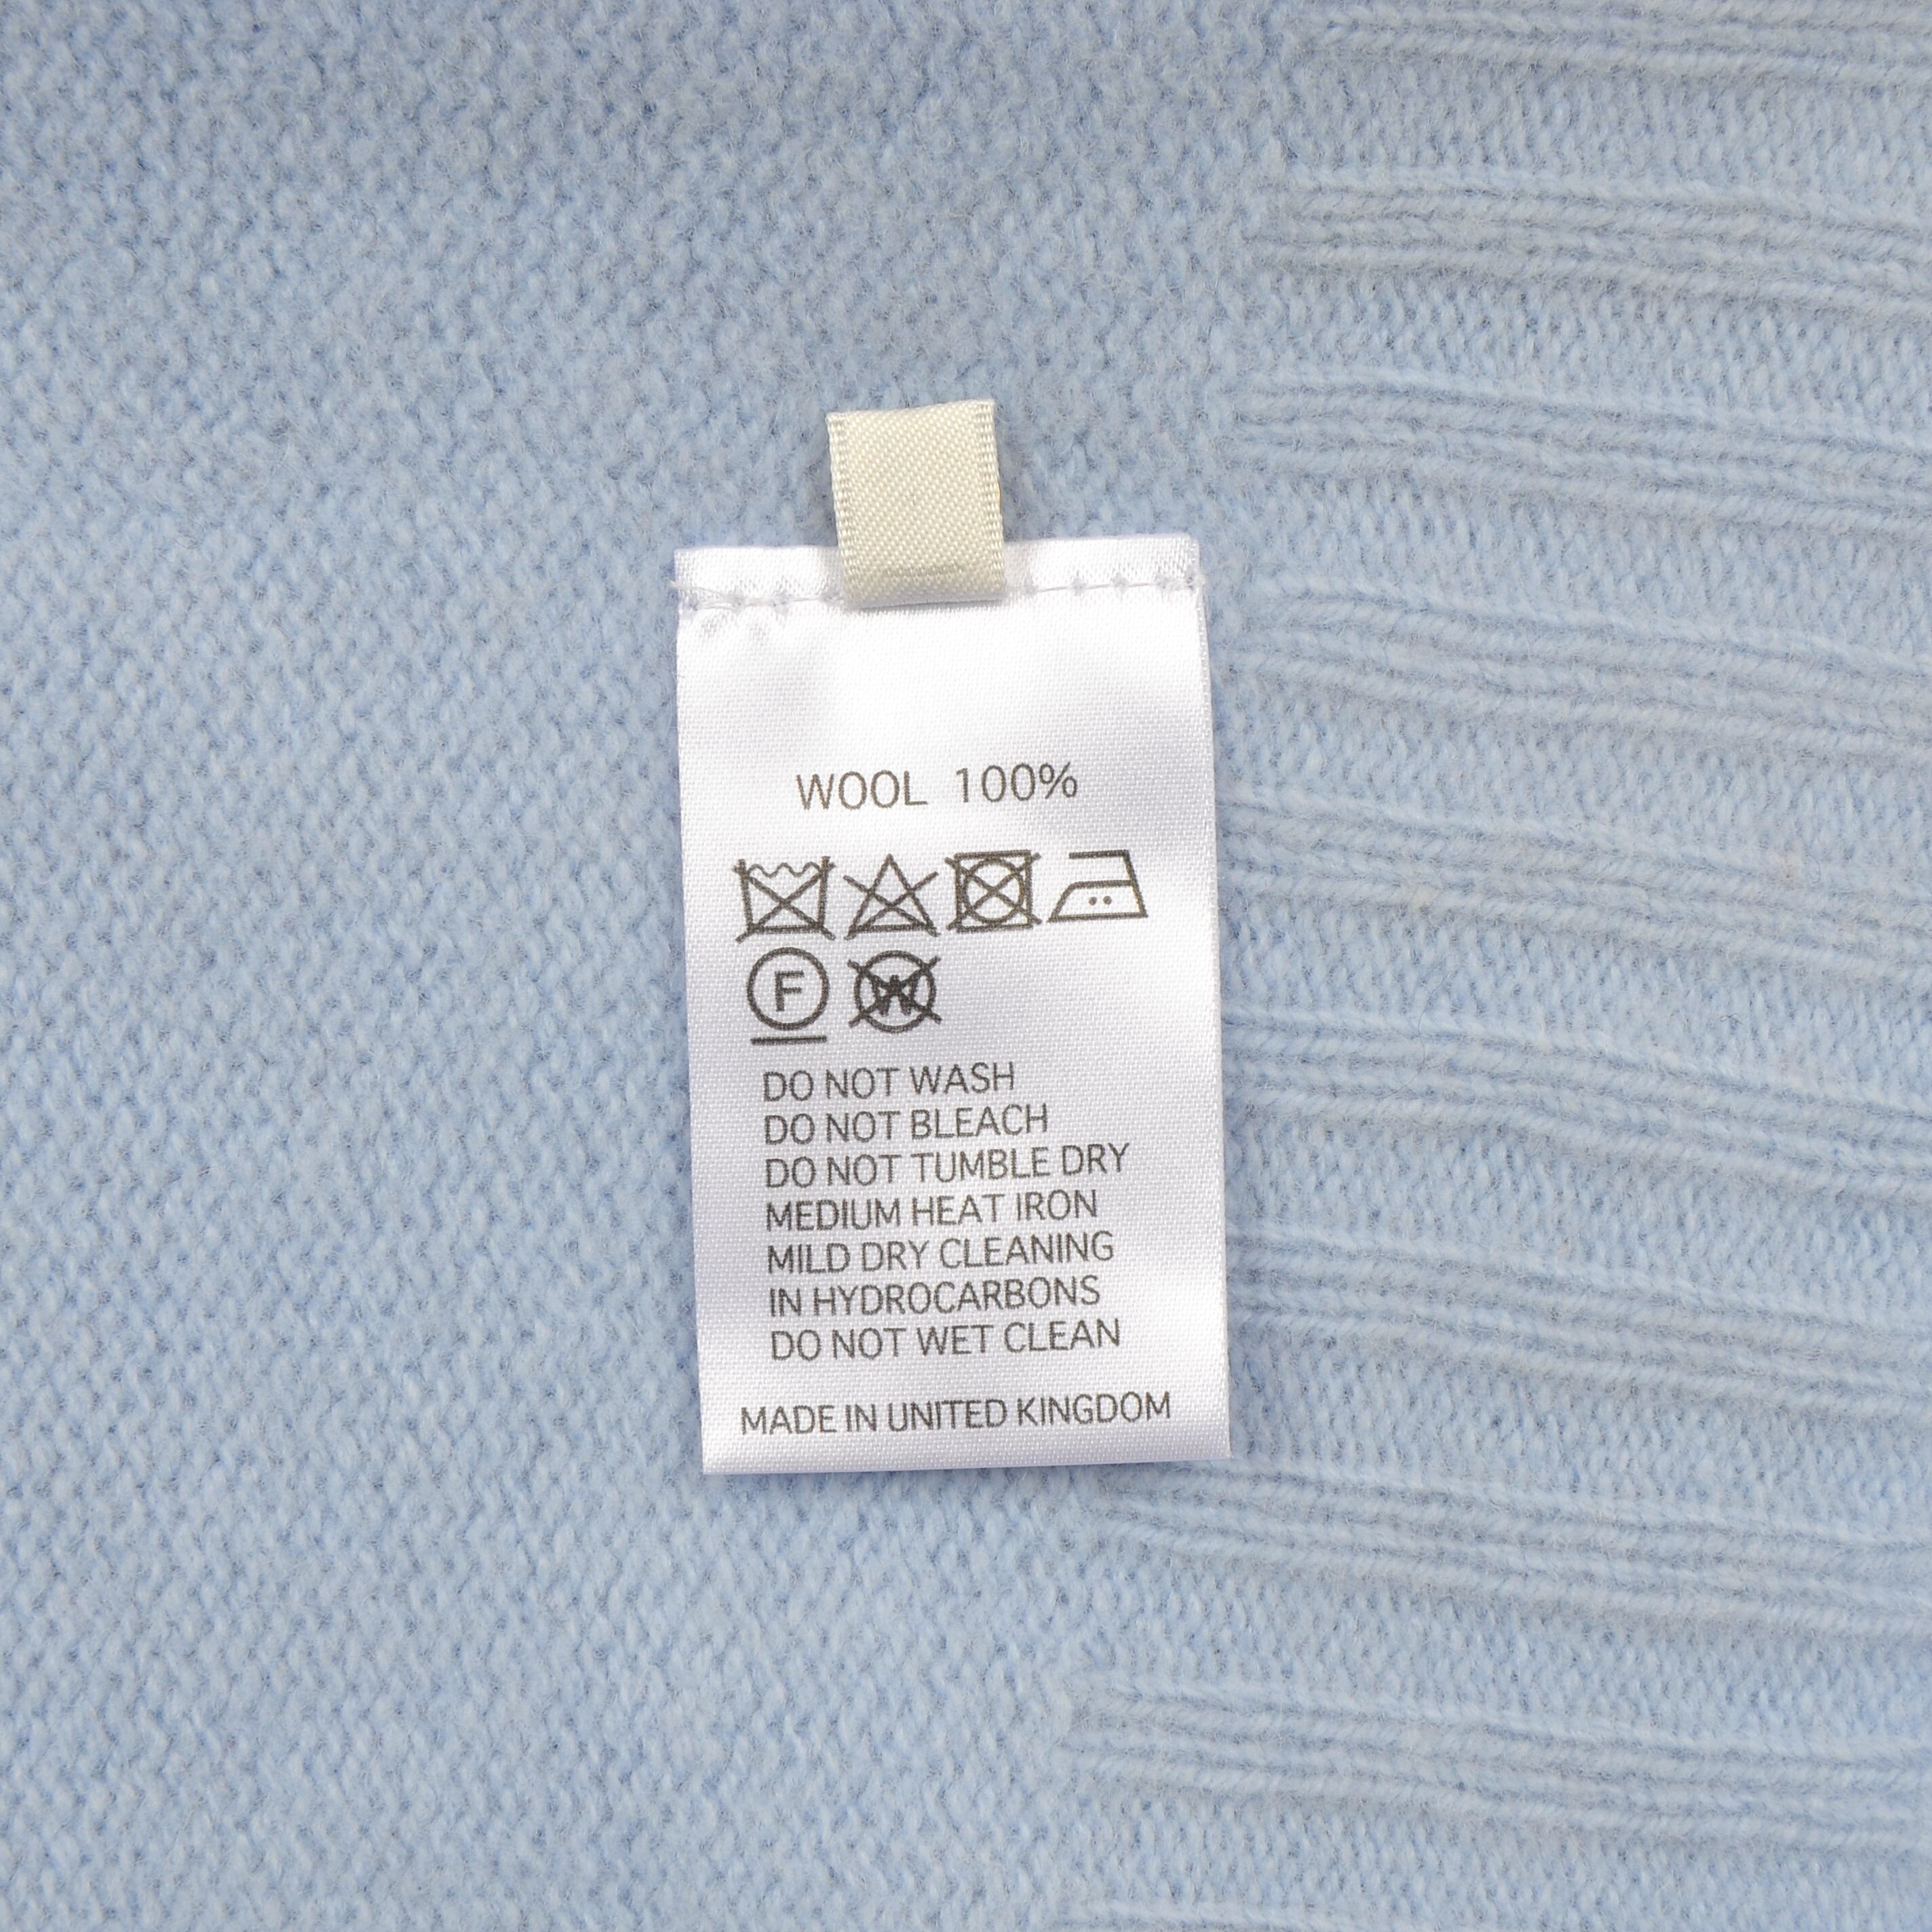 WOOL 100%
F
W
DO NOT WASH
DO NOT BLEACH
DO NOT TUMBLE DRY
MEDIUM HEAT IRON
MILD DRY CLEANING
IN HYDROCARBONS
DO NOT WET CLEAN
MADE IN UNITED KINGDOM